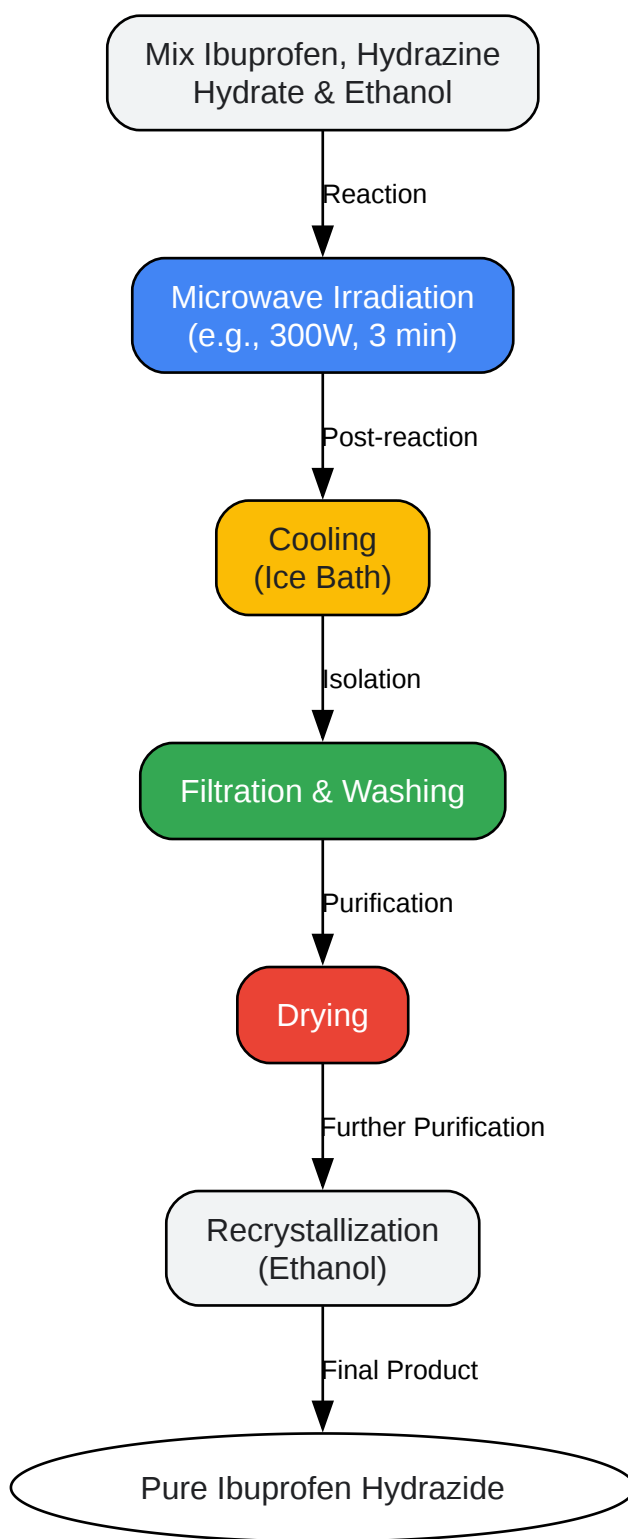 Mix Ibuprofen, Hydrazine
Hydrate & Ethanol
Reaction
Microwave Irradiation
(e.g., 300W, 3 min)
Post-reaction
Cooling
(Ice Bath)
Isolation
Filtration & Washing
Purification
Drying
Further Purification
Recrystallization
(Ethanol)
Final Product
Pure Ibuprofen Hydrazide